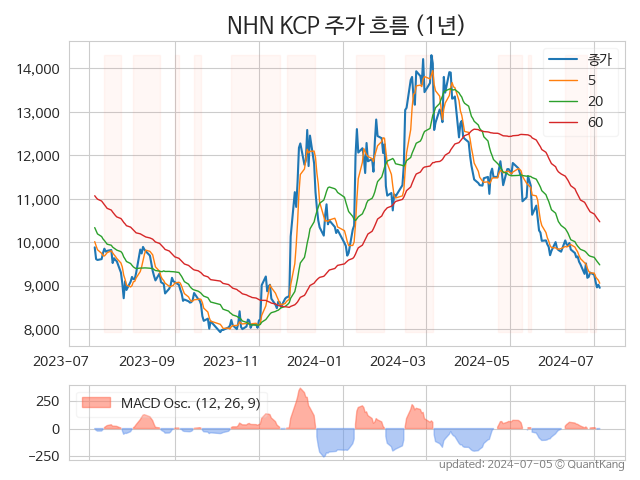 NHN KCP 주가 흐름 (1년)
종가
5
20
60
14,000
13,000
12,000
11,000
10,000
9,000
8,000
2023-07 2023-09 2023-11 2024-01 2024-03 2024-05 2024-07
MACD Osc. (12, 26, 9)
250
0
−250
updated: 2024-07-05 © QuantKang